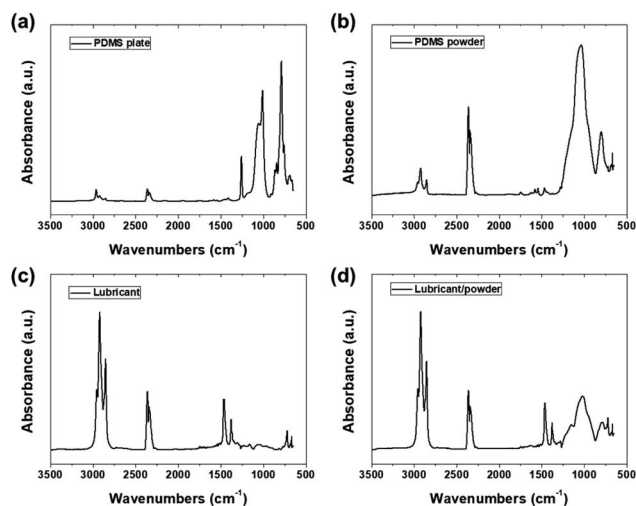 (a)
PDMS plate
Absorbance (a.u.)
3500 3000 2500 2000 1500 1000 500
Wavenumbers (cm⁻¹)
(b)
PDMS powder
Absorbance (a.u.)
3500 3000 2500 2000 1500 1000 500
Wavenumbers (cm⁻¹)
(c)
Lubricant
Absorbance (a.u.)
3500 3000 2500 2000 1500 1000 500
Wavenumbers (cm⁻¹)
(d)
Lubricant/powder
Absorbance (a.u.)
3500 3000 2500 2000 1500 1000 500
Wavenumbers (cm⁻¹)